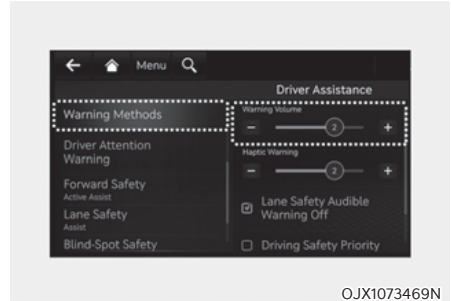 Menu
Driver Assistance
Warning Methods
Warning Volume
2
Driver Attention
Warning
Haptic Warning
2
Forward Safety
Active Assist
Lane Safety
Assist
Lane Safety Audible
Warning Off
Blind-Spot Safety
Driving Safety Priority
OJX1073469N